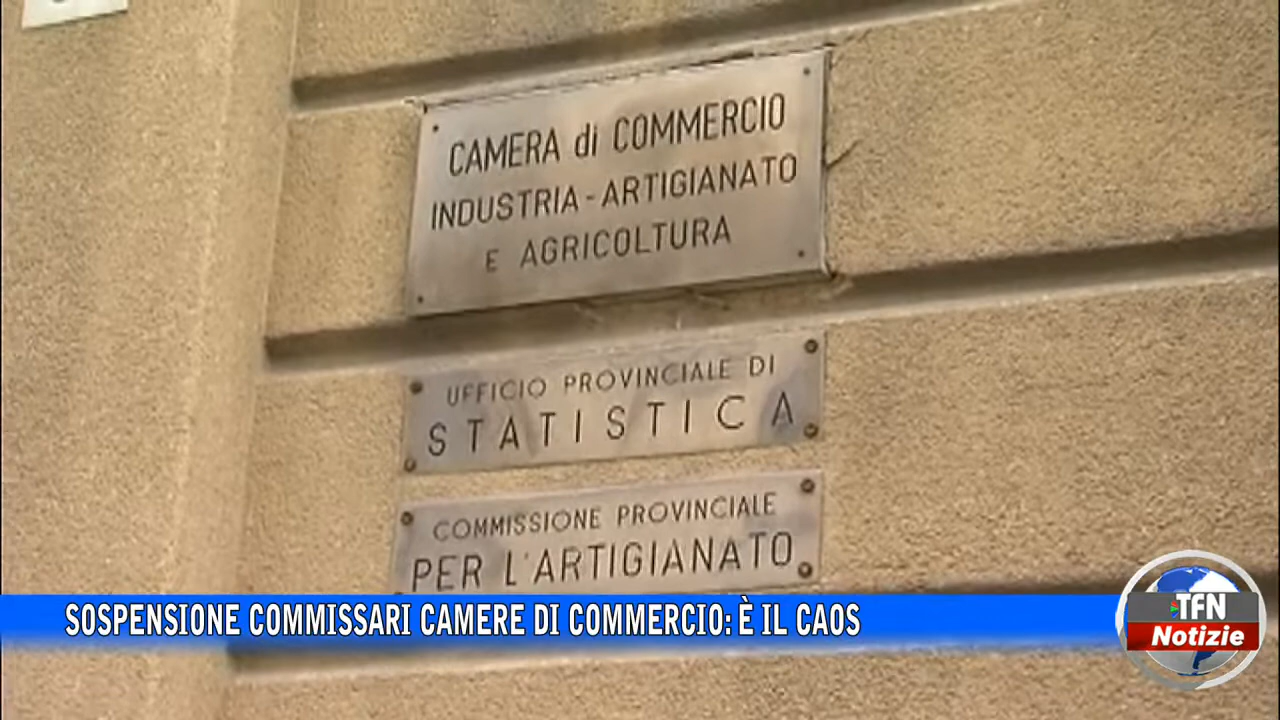 CAMERA di COMMERCIO
INDUSTRIA - ARTIGIANATO
E AGRICOLTURA
UFFICIO PROVINCIALE DI
STATISTICA
COMMISSIONE PROVINCIALE
PER L'ARTIGIANATO
SOSPENSIONE COMMISSARI CAMERE DI COMMERCIO: È IL CAOS
TFN
Notizie